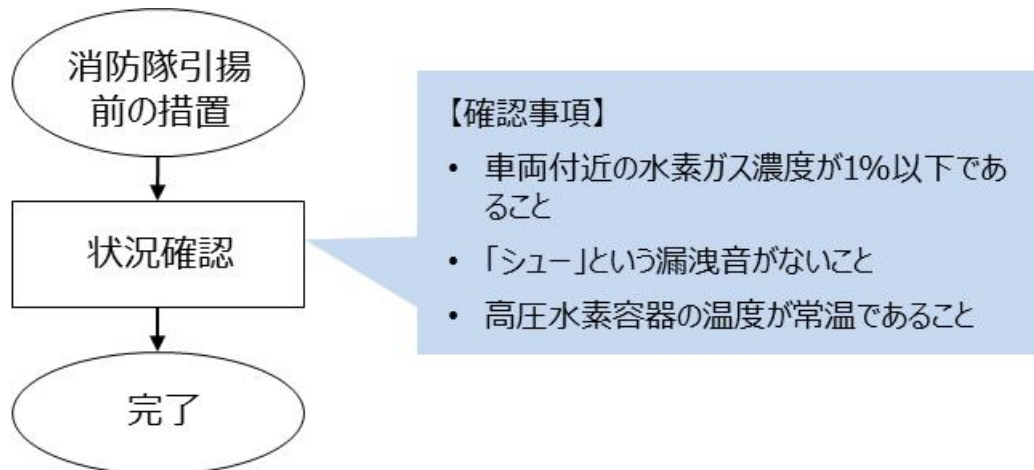 消防隊引揚
前の措置
【確認事項】
• 車両付近の水素ガス濃度が1%以下であ
ること
• 「シュー」という漏洩音がないこと
• 高圧水素容器の温度が常温であること
状況確認
完了